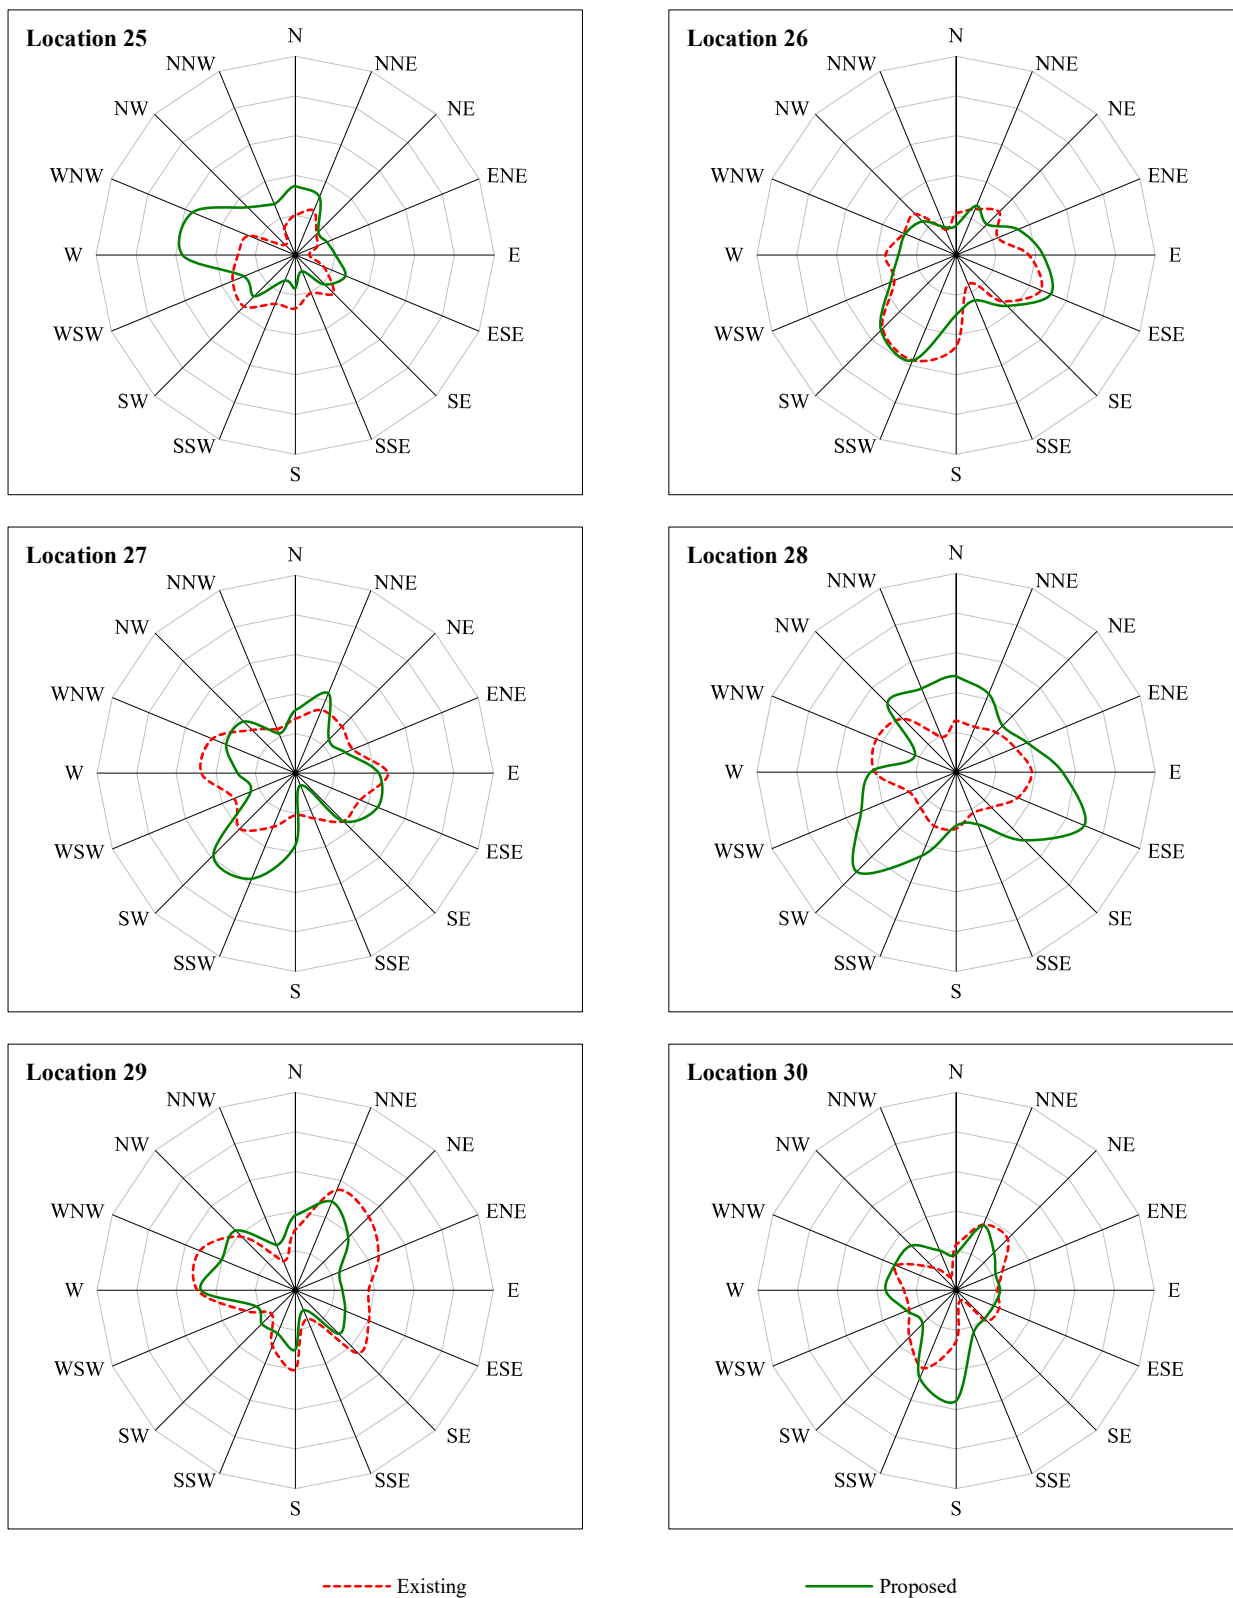 Location 25
N
NNW
NNE
NW
NE
WNW
ENE
W
E
WSW
ESE
SW
SE
SSW
SSE
S
Location 26
N
NNW
NNE
NW
NE
WNW
ENE
W
E
WSW
ESE
SW
SE
SSW
SSE
S
Location 27
N
NNW
NNE
NW
NE
WNW
ENE
W
E
WSW
ESE
SW
SE
SSW
SSE
S
Location 28
N
NNW
NNE
NW
NE
WNW
ENE
W
E
WSW
ESE
SW
SE
SSW
SSE
S
Location 29
N
NNW
NNE
NW
NE
WNW
ENE
W
E
WSW
ESE
SW
SE
SSW
SSE
S
Location 30
N
NNW
NNE
NW
NE
WNW
ENE
W
E
WSW
ESE
SW
SE
SSW
SSE
S
Existing
Proposed